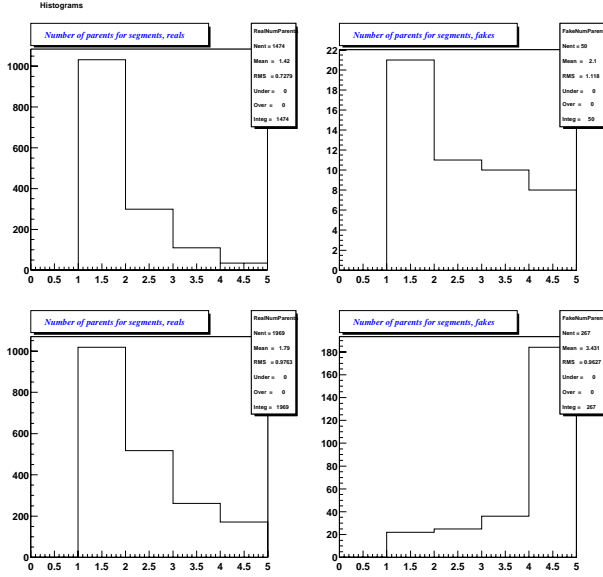 Histograms
Number of parents for segments, reals
RealNumParent
Nent = 1474
Mean = 1.42
RMS = 0.7279
Under = 0
Over = 0
Integ = 1474
1000
800
600
400
200
0
0 0.5 1 1.5 2 2.5 3 3.5 4 4.5 5
Number of parents for segments, fakes
FakeNumParent
Nent = 50
Mean = 2.1
RMS = 1.118
Under = 0
Over = 0
Integ = 50
22
20
18
16
14
12
10
8
6
4
2
0
0 0.5 1 1.5 2 2.5 3 3.5 4 4.5 5
Number of parents for segments, reals
RealNumParent
Nent = 1969
Mean = 1.79
RMS = 0.9763
Under = 0
Over = 0
Integ = 1969
1000
800
600
400
200
0
0 0.5 1 1.5 2 2.5 3 3.5 4 4.5 5
Number of parents for segments, fakes
FakeNumParent
Nent = 267
Mean = 3.431
RMS = 0.9627
Under = 0
Over = 0
Integ = 267
180
160
140
120
100
80
60
40
20
0
0 0.5 1 1.5 2 2.5 3 3.5 4 4.5 5